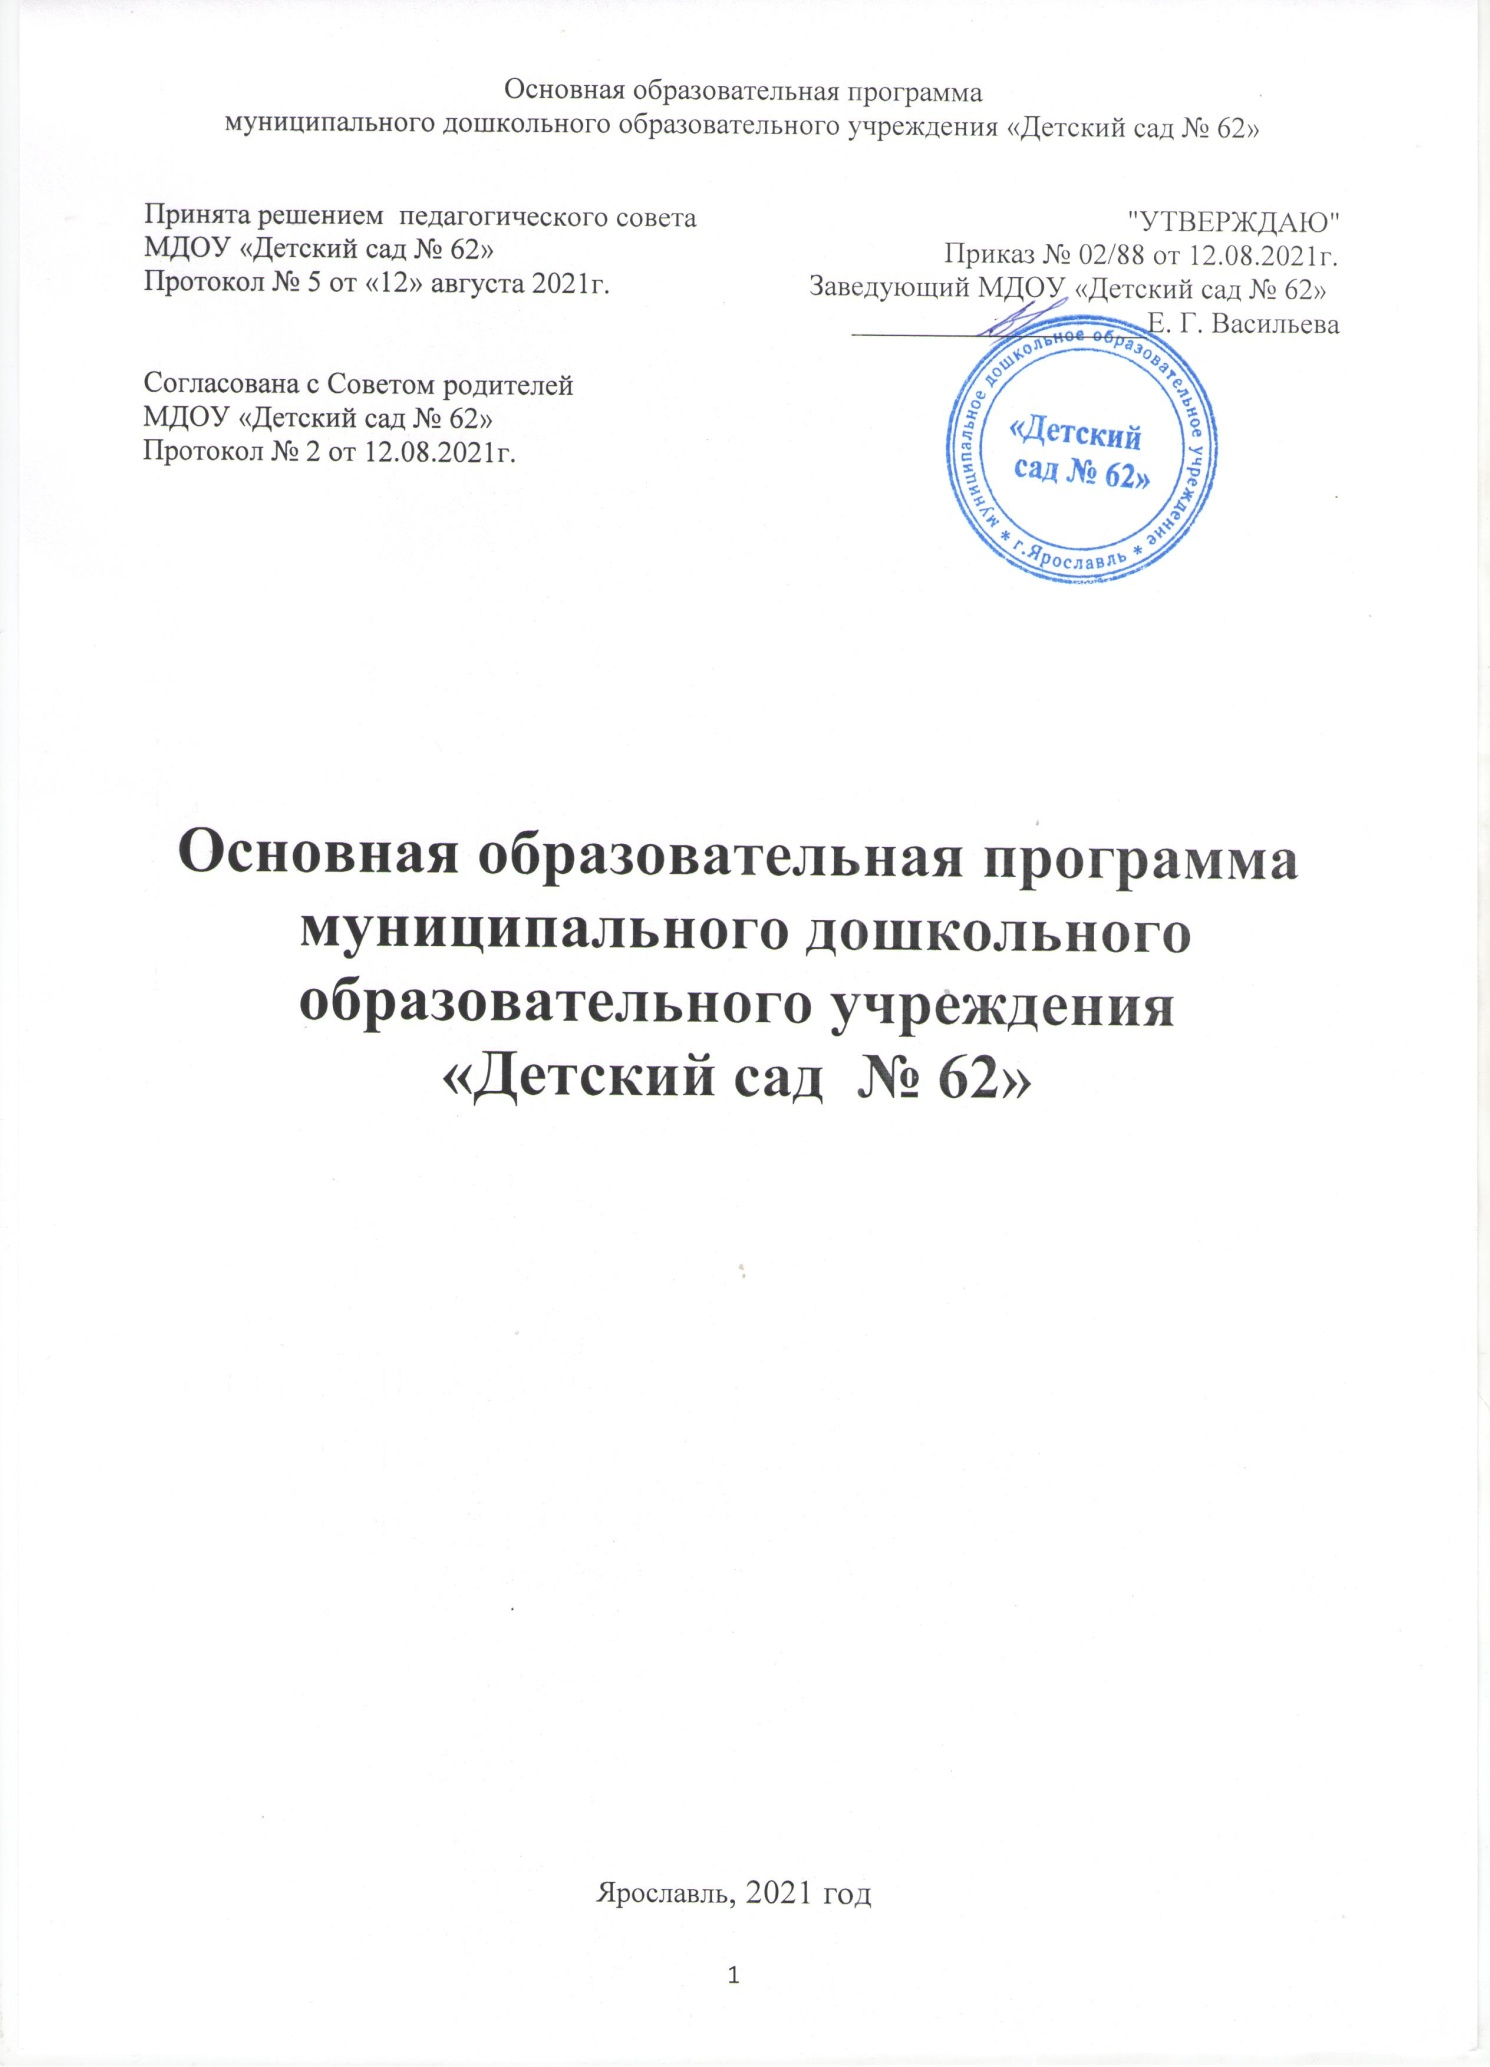 Основная образовательная программа
муниципального дошкольного образовательного учреждения «Детский сад № 62»
Принята решением  педагогического совета
МДОУ «Детский сад № 62»
Протокол № 5 от «12» августа 2021г.
Согласована с Советом родителей
МДОУ «Детский сад № 62»
Протокол № 2 от 12.08.2021г.
"УТВЕРЖДАЮ"
Приказ № 02/88 от 12.08.2021г.
Заведующий МДОУ «Детский сад № 62»
Е. Г. Васильева
муниципальное дошкольное образовательное учреждение * г.Ярославль *
«Детский
сад № 62»
Основная образовательная программа
муниципального дошкольного
образовательного учреждения
«Детский сад  № 62»
Ярославль, 2021 год
1